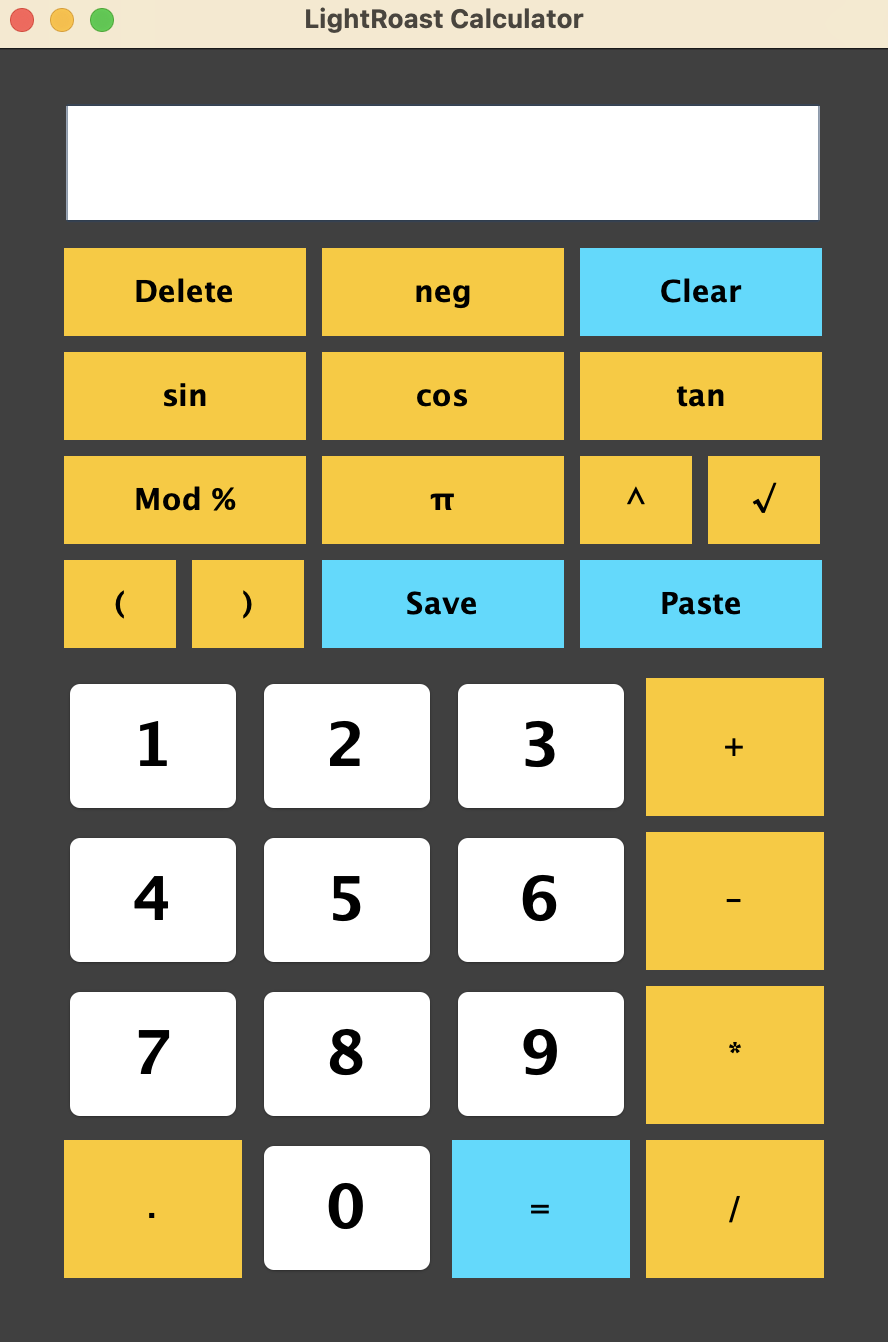 LightRoast Calculator
Delete neg Clear
sin cos tan
Mod % π ^ √
( ) Save Paste
1 2 3 +
4 5 6 -
7 8 9 *
. 0 = /